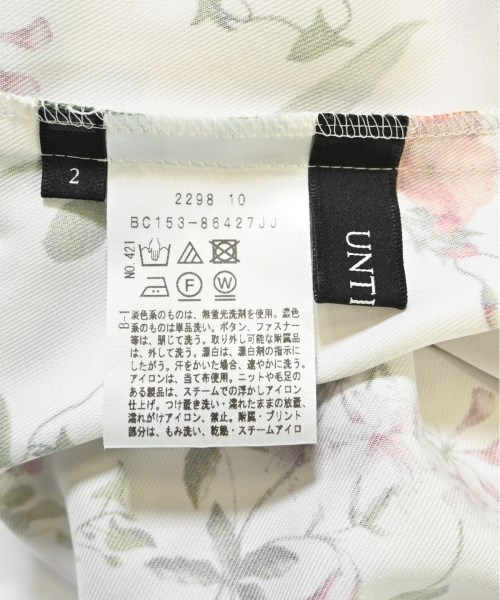 2
2298 10
BC153-86427JJ
NO.421
F
W
B-1
淡色系のものは、無蛍光洗剤を使用。濃色
系のものは単品洗い。ボタン、ファスナー
等は、閉じて洗う。取り外し可能な附属品
は、外して洗う。漂白は、漂白剤の指示に
したがう。汗をかいた場合、速やかに洗う。
アイロンは、当て布使用。ニットや毛足の
ある製品は、スチームでの浮かしアイロン
仕上げ。つけ置き洗い・濡れたままの放置、
濡れがけアイロン、禁止。附属・プリント
部分は、もみ洗い、乾燥・スチームアイロ
UNTI